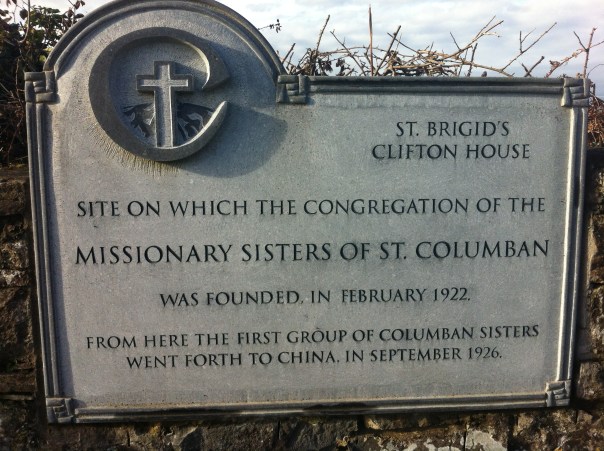 ST. BRIGID'S
CLIFTON HOUSE
SITE ON WHICH THE CONGREGATION OF THE
MISSIONARY SISTERS OF ST. COLUMBAN
WAS FOUNDED, IN FEBRUARY 1922,
FROM HERE THE FIRST GROUP OF COLUMBAN SISTERS
WENT FORTH TO CHINA, IN SEPTEMBER 1926.